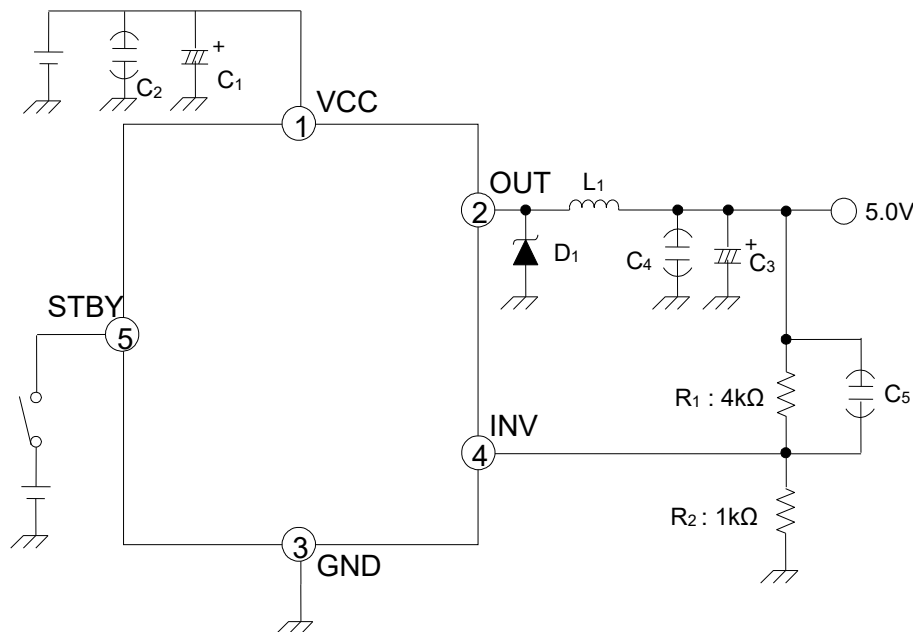 +
C₂
C₁
VCC
1
OUT
2
L₁
5.0V
D₁
C₄
+
C₃
STBY
5
R₁ : 4kΩ
C₅
INV
4
R₂ : 1kΩ
3
GND